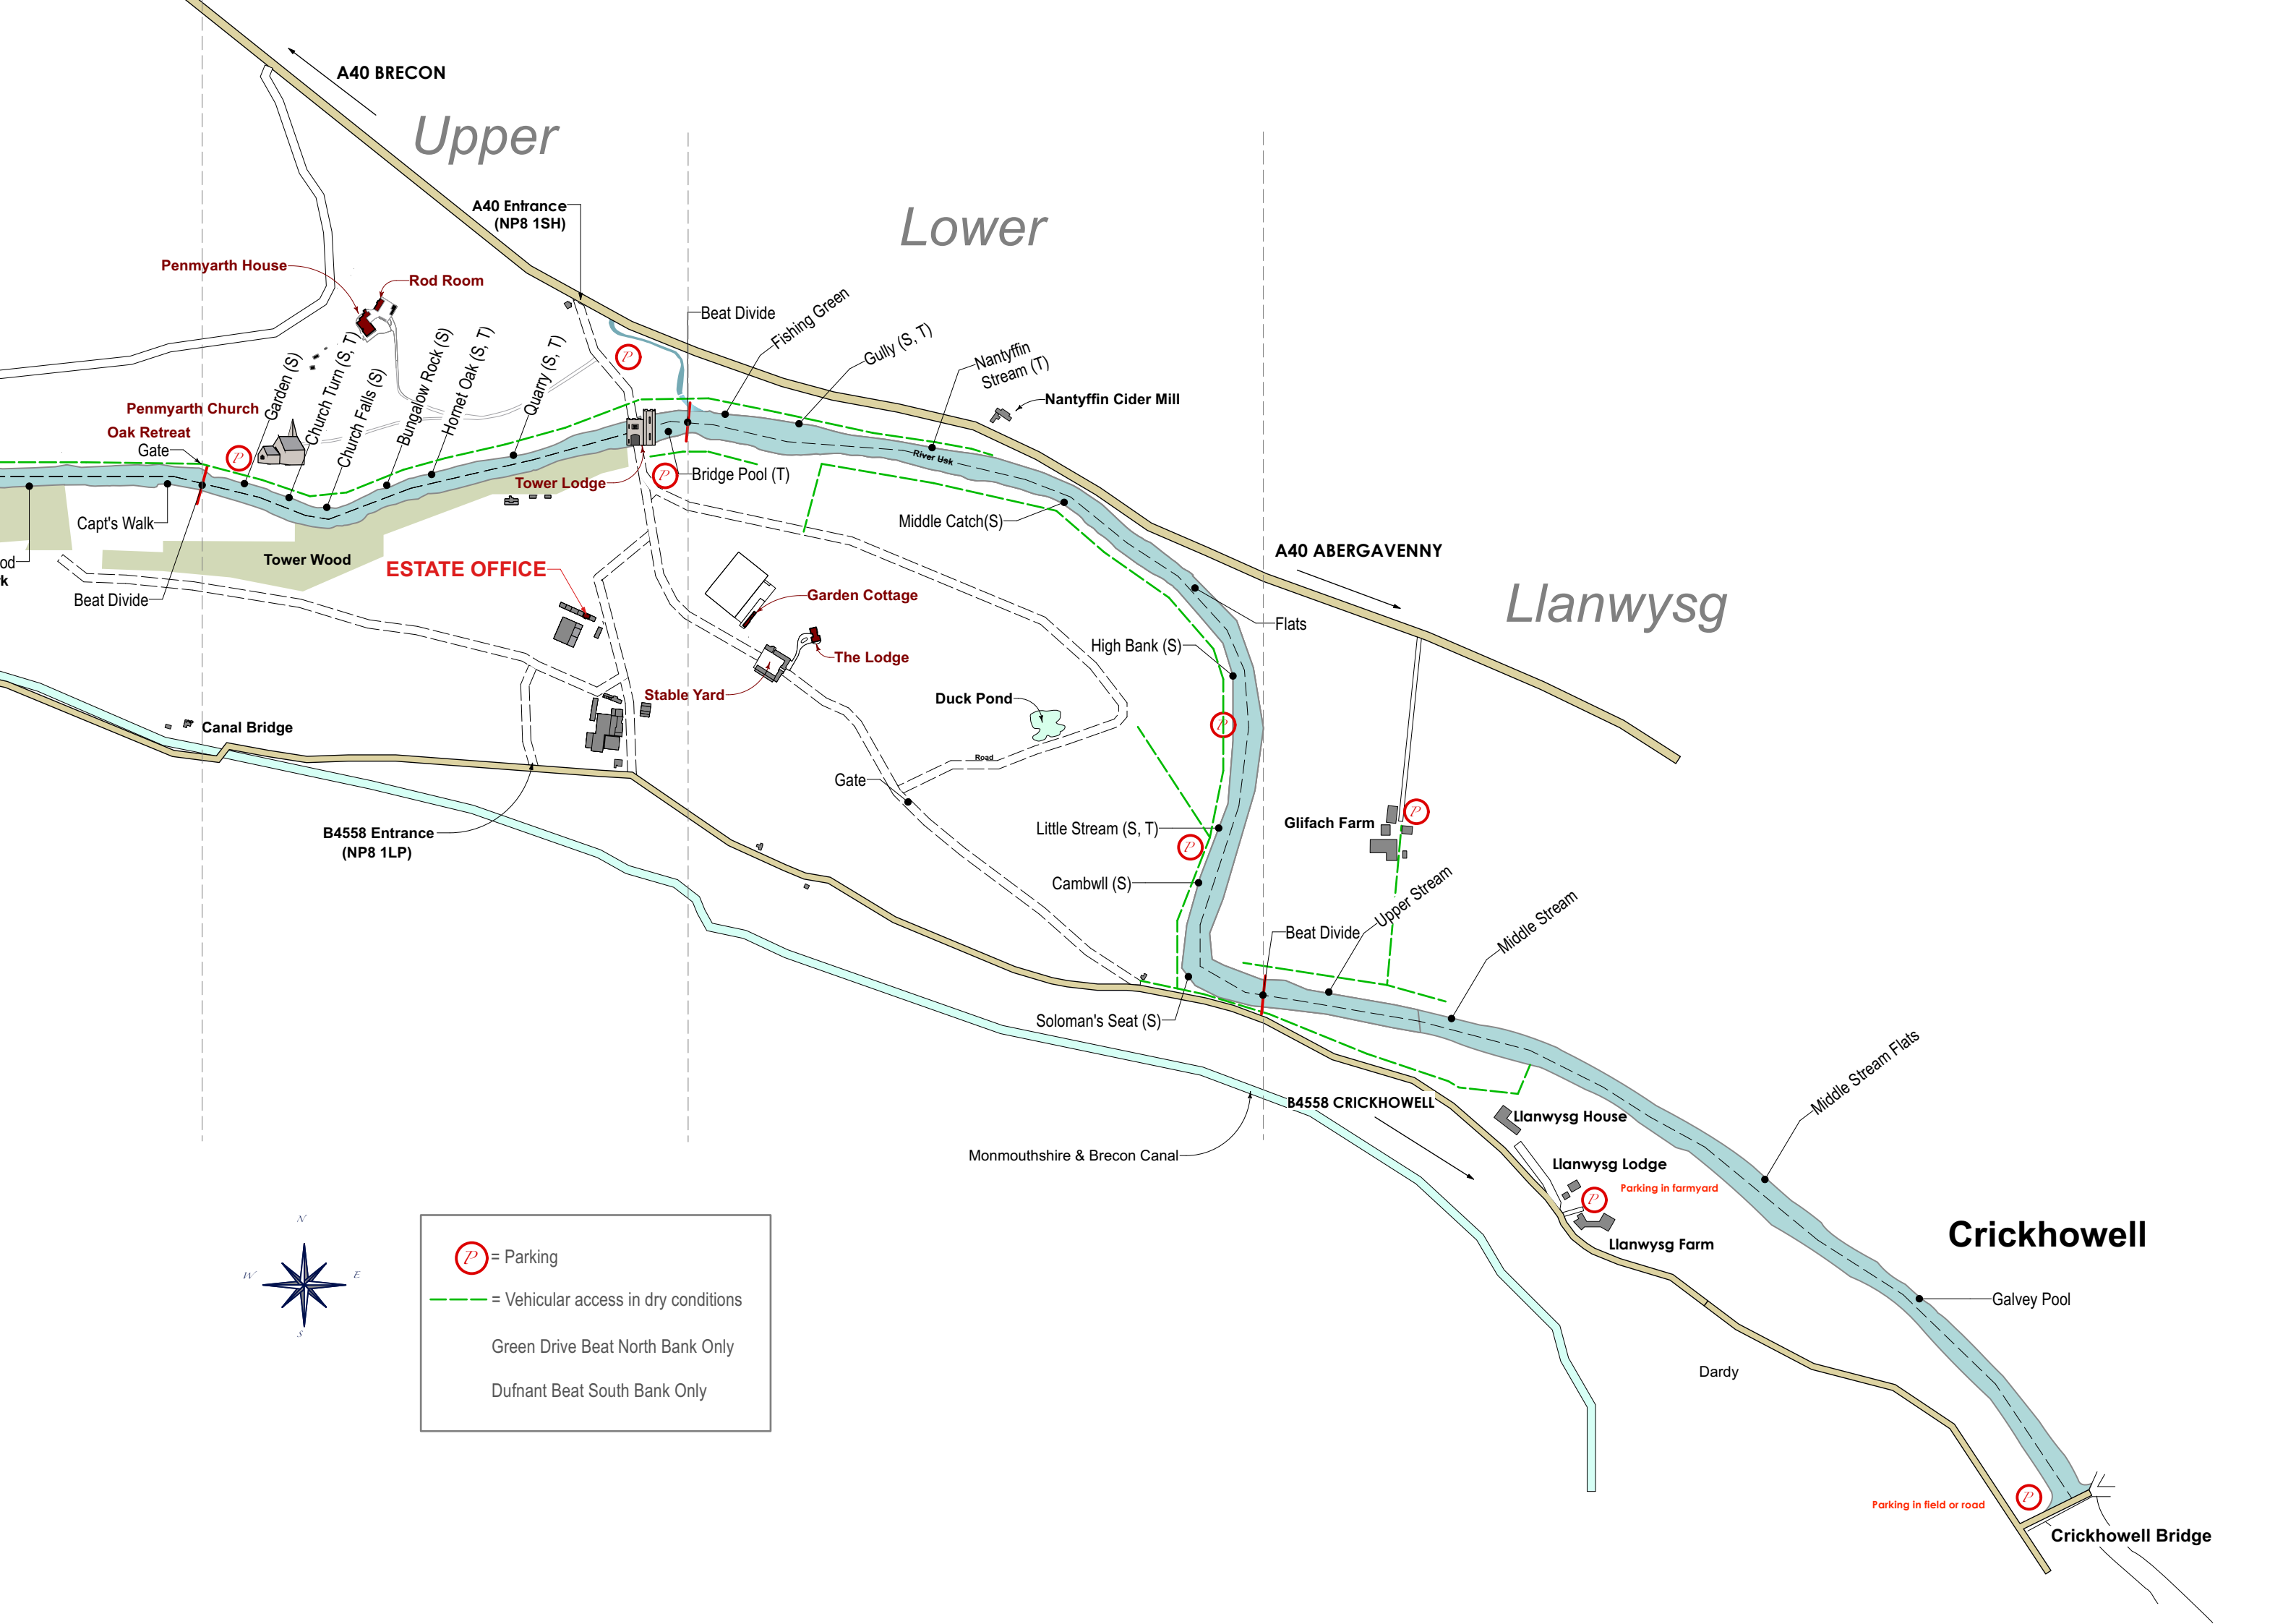 A40 BRECON
Upper
A40 Entrance
(NP8 1SH)
Lower
Penmyarth House
Rod Room
Beat Divide
Fishing Green
Gully (S, T)
Nantyffin
Stream (T)
Nantyffin Cider Mill
Penmyarth Church
Oak Retreat
Gate
Garden (S)
Church Turn (S, T)
Church Falls (S)
Bungalow Rock (S)
Hornet Oak (S, T)
Quarry (S, T)
River Usk
Tower Lodge
Bridge Pool (T)
Capt's Walk
Middle Catch(S)
od
k
Tower Wood
ESTATE OFFICE
A40 ABERGAVENNY
Beat Divide
Garden Cottage
Llanwysg
Flats
High Bank (S)
The Lodge
Stable Yard
Duck Pond
Canal Bridge
Road
Gate
B4558 Entrance
(NP8 1LP)
Little Stream (S, T)
Glifach Farm
Cambwll (S)
Upper Stream
Middle Stream
Beat Divide
Soloman's Seat (S)
B4558 CRICKHOWELL
Middle Stream Flats
Llanwysg House
Monmouthshire & Brecon Canal
Llanwysg Lodge
Parking in farmyard
Llanwysg Farm
Crickhowell
Galvey Pool
N
W
E
S
P = Parking
= Vehicular access in dry conditions
Green Drive Beat North Bank Only
Dufnant Beat South Bank Only
Dardy
Parking in field or road
Crickhowell Bridge
P
P
P
P
P
P
P
P